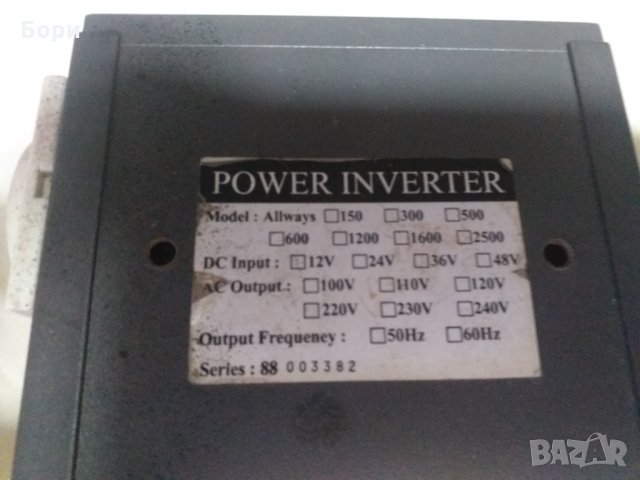 Бори
POWER INVERTER
Model : Allways □150 □300 □500
□600 □1200 □1600 □2500
DC Input : □12V □24V □36V □48V
AC Output : □100V □110V □120V
□220V □230V □240V
Output Frequeney : □50Hz □60Hz
Series : 88 003382
BAZAR